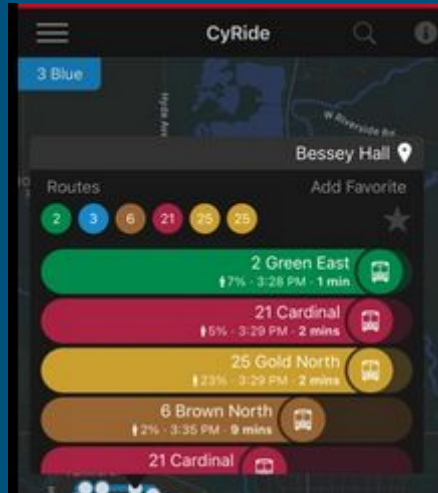 CyRide
3 Blue
Hyde Ave
W Riverside Rd
Bessey Hall
Routes
Add Favorite
2 3 6 21 25 25
2 Green East
7% · 3:28 PM · 1 min
21 Cardinal
5% · 3:29 PM · 2 mins
25 Gold North
23% · 3:29 PM · 2 mins
6 Brown North
2% · 3:35 PM · 9 mins
21 Cardinal